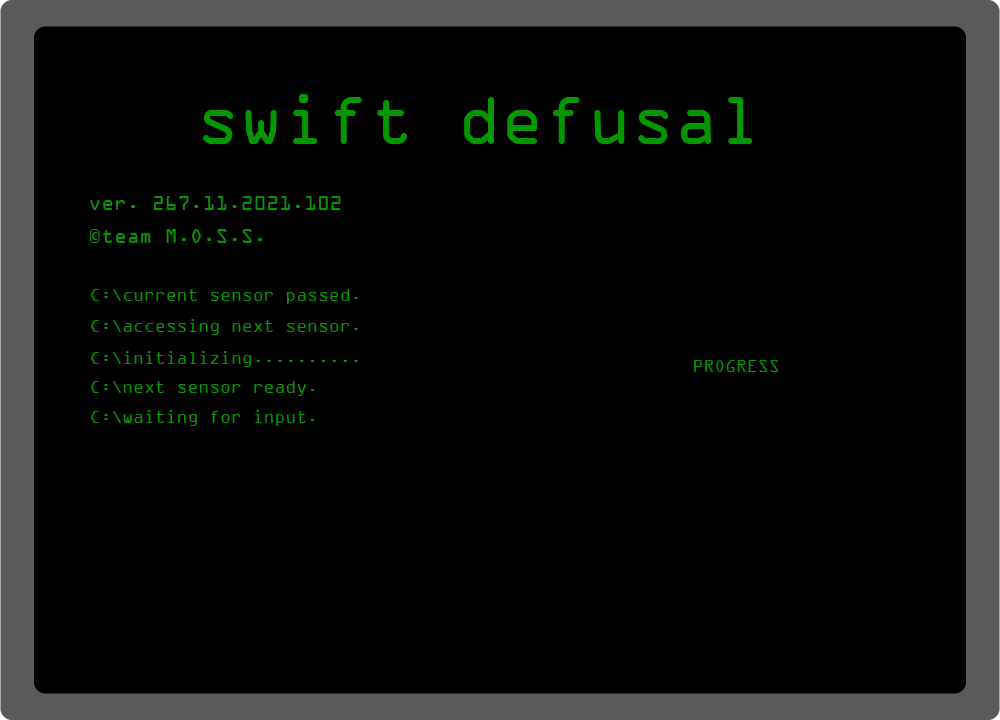 swift defusal
ver. 267.11.2021.102
©team M.O.S.S.
C:\current sensor passed.
C:\accessing next sensor.
C:\initializing..........
PROGRESS
C:\next sensor ready.
C:\waiting for input.